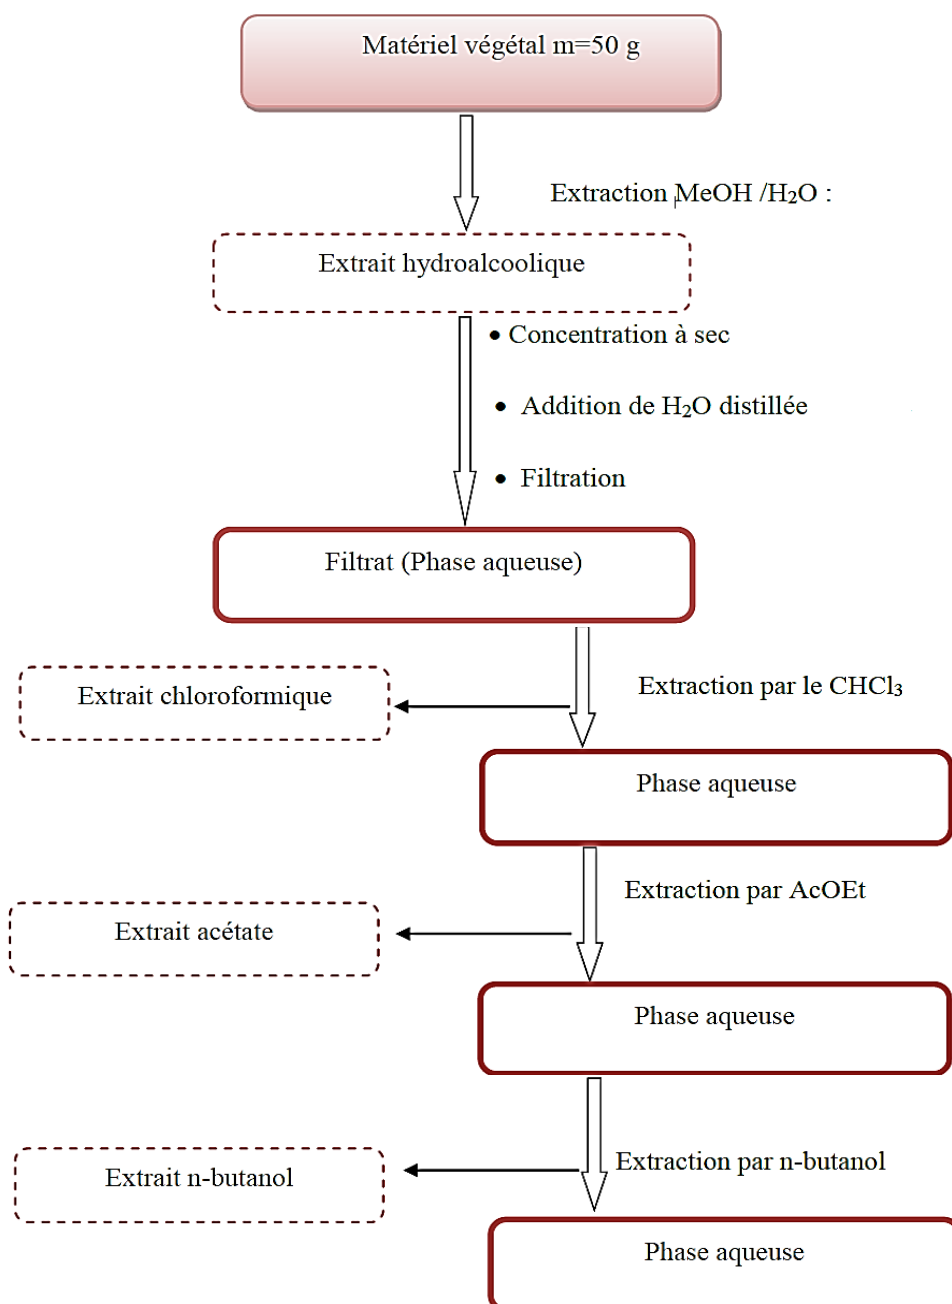 Matériel végétal m=50 g
Extraction MeOH /H₂O :
Extrait hydroalcoolique
• Concentration à sec
• Addition de H₂O distillée
• Filtration
Filtrat (Phase aqueuse)
Extrait chloroformique
Extraction par le CHCl₃
Phase aqueuse
Extraction par AcOEt
Extrait acétate
Phase aqueuse
Extraction par n-butanol
Extrait n-butanol
Phase aqueuse